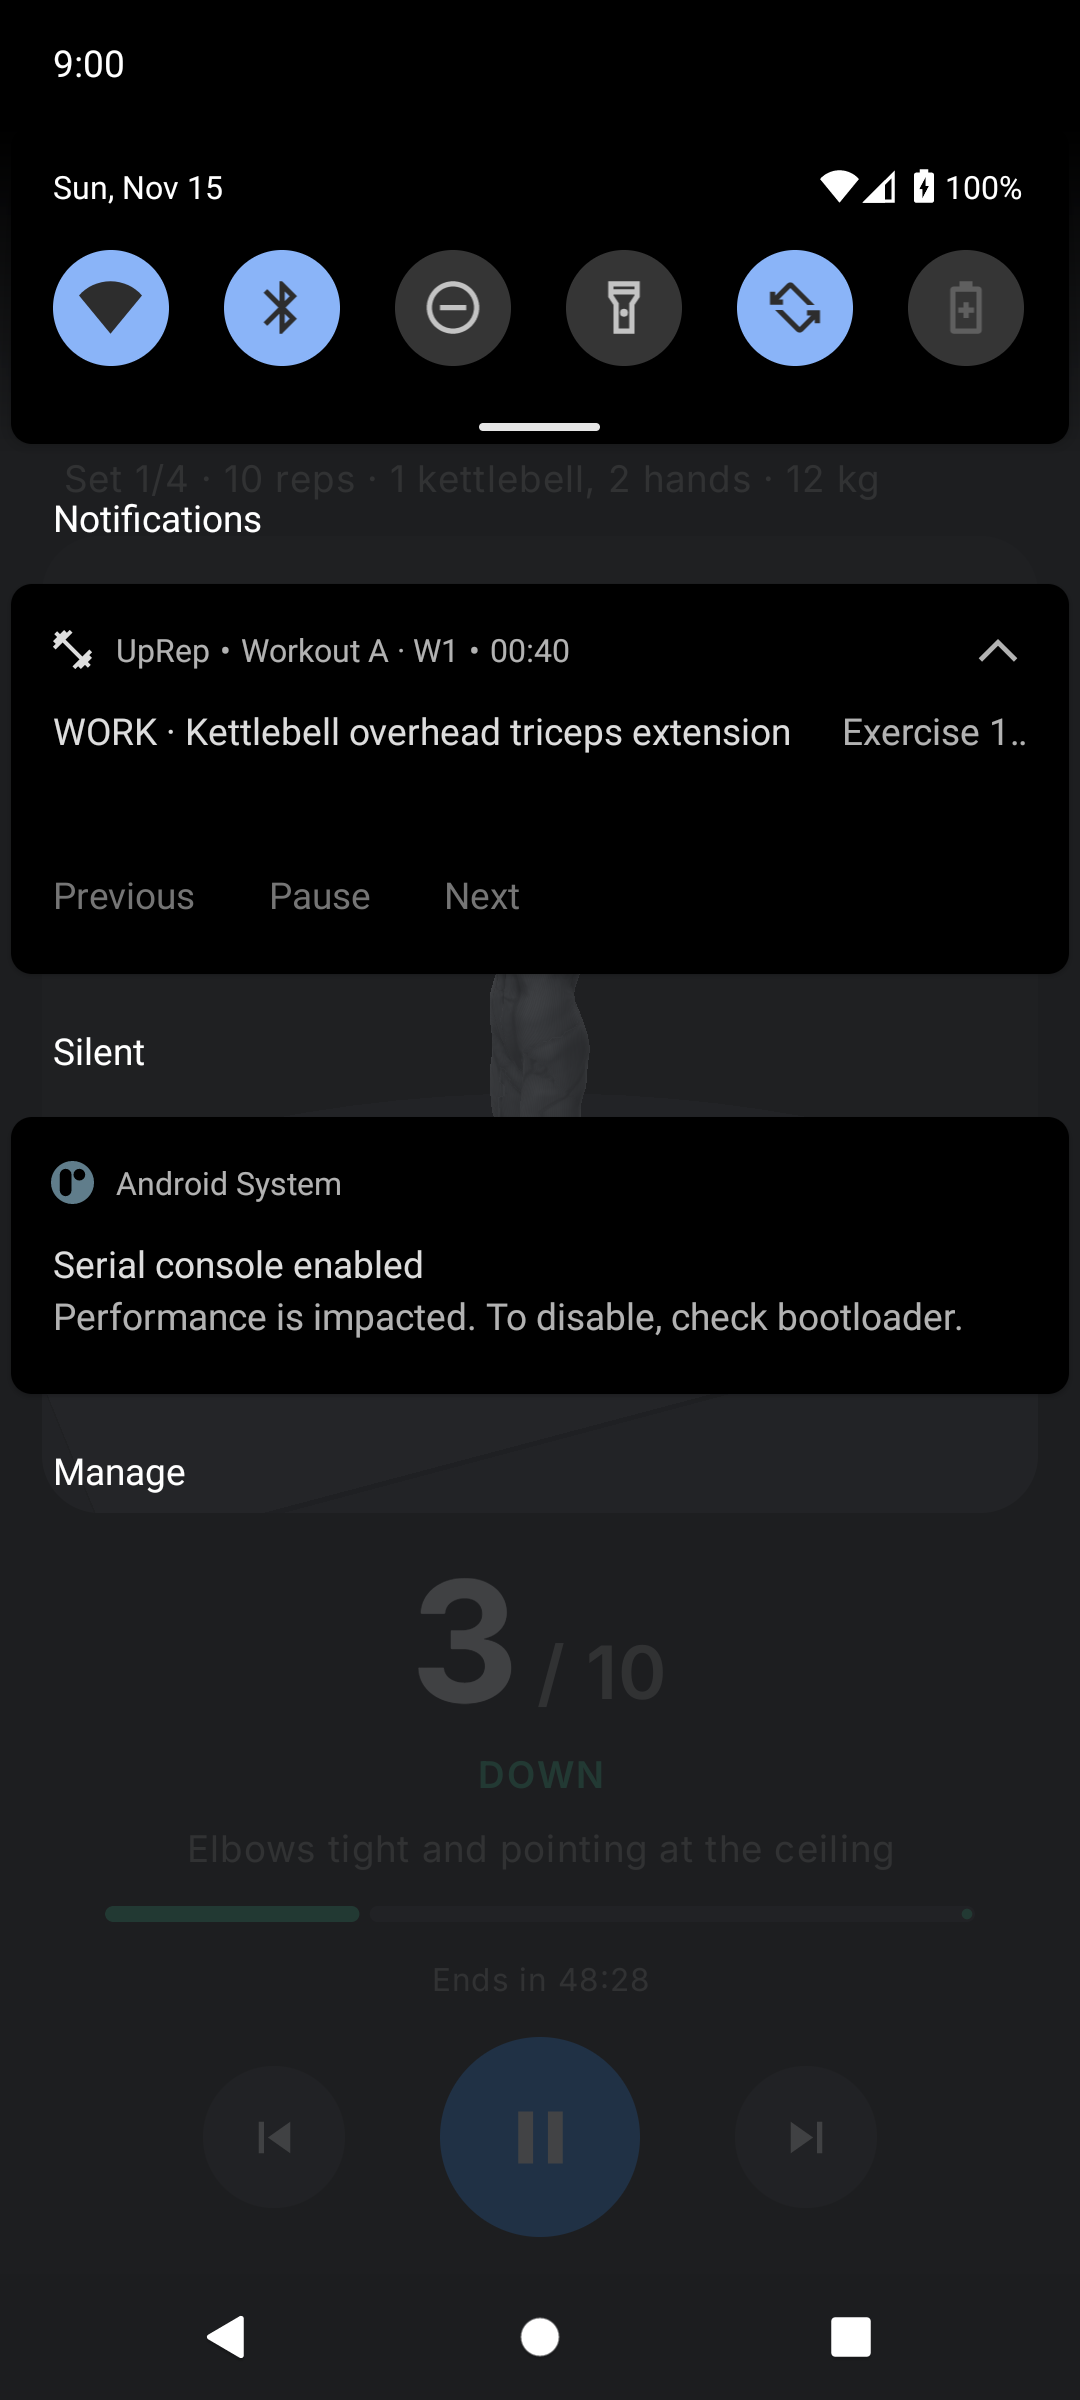 9:00
Sun, Nov 15
100%
Set 1/4 · 10 reps · 1 kettlebell, 2 hands · 12 kg
Notifications
UpRep • Workout A · W1 • 00:40
WORK · Kettlebell overhead triceps extension Exercise 1..
Previous Pause Next
Silent
Android System
Serial console enabled
Performance is impacted. To disable, check bootloader.
Manage
3 / 10
DOWN
Elbows tight and pointing at the ceiling
Ends in 48:28